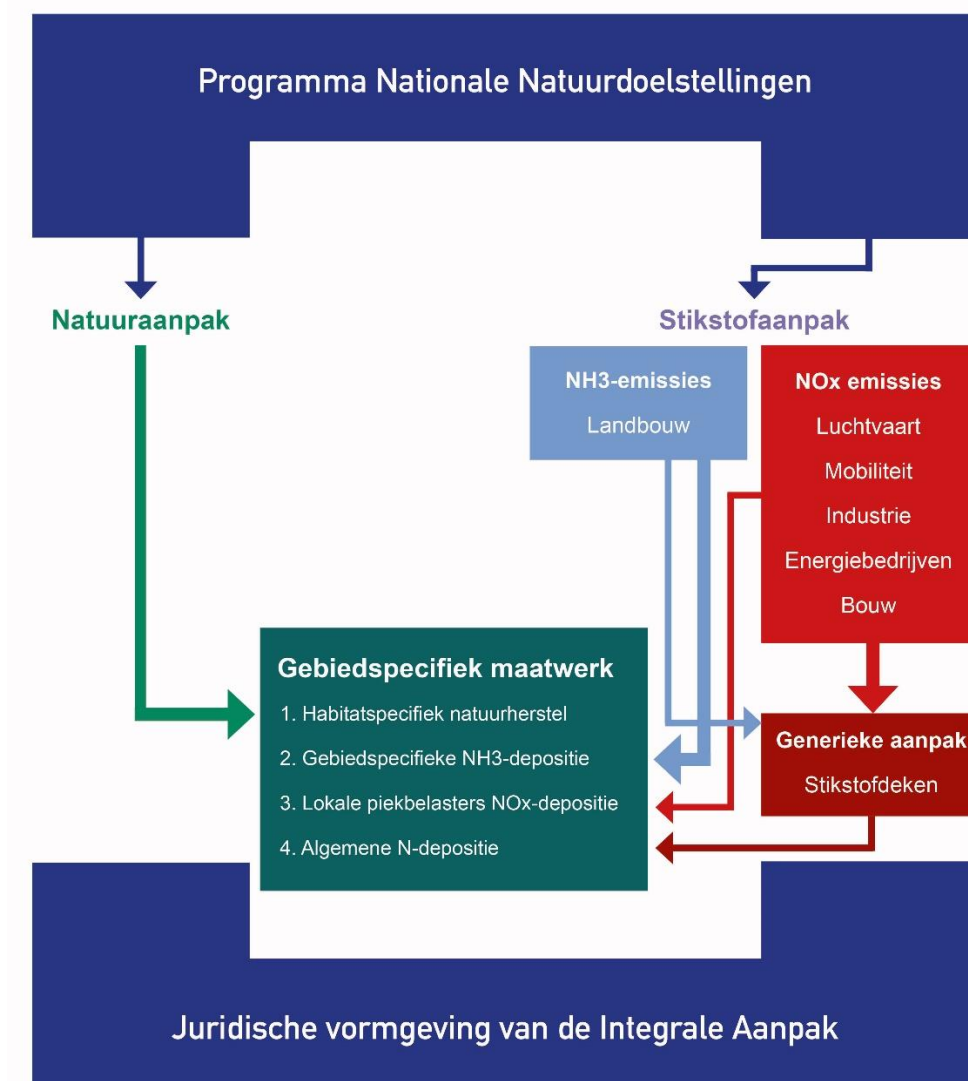 Programma Nationale Natuurdoelstellingen
Natuuraanpak
Stikstofaanpak
NH3-emissies
Landbouw
NOx emissies
Luchtvaart
Mobiliteit
Industrie
Energiebedrijven
Bouw
Gebiedspecifiek maatwerk
1. Habitatspecifiek natuurherstel
2. Gebiedspecifieke NH3-depositie
3. Lokale piekbelasters NOx-depositie
4. Algemene N-depositie
Generieke aanpak
Stikstofdeken
Juridische vormgeving van de Integrale Aanpak